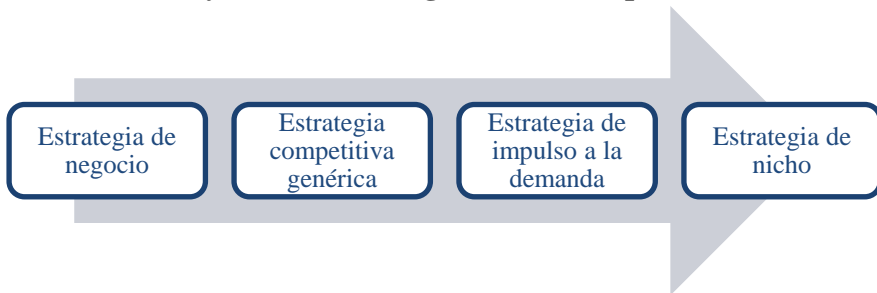 Estrategia de
negocio
Estrategia
competitiva
genérica
Estrategia de
impulso a la
demanda
Estrategia de
nicho